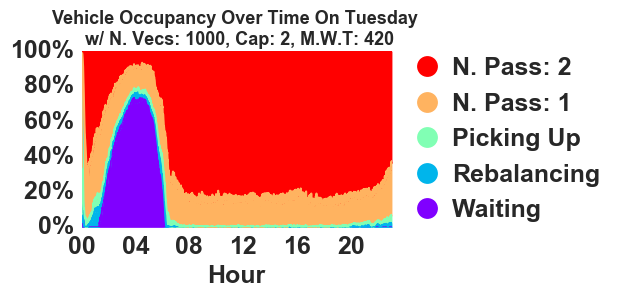 Vehicle Occupancy Over Time On Tuesday
w/ N. Vecs: 1000, Cap: 2, M.W.T: 420
100%
80%
60%
40%
20%
0%
00 04 08 12 16 20
Hour
N. Pass: 2
N. Pass: 1
Picking Up
Rebalancing
Waiting